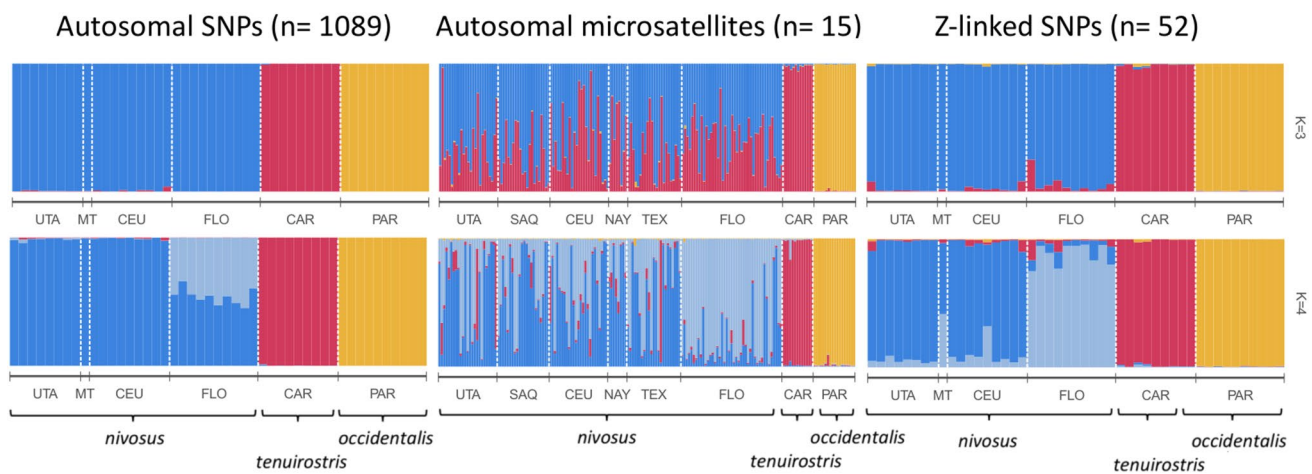 Autosomal SNPs (n= 1089) Autosomal microsatellites (n= 15) Z-linked SNPs (n= 52)
K=3
UTA MT CEU FLO CAR PAR UTA SAQ CEU NAY TEX FLO CAR PAR UTA MT CEU FLO CAR PAR
K=4
UTA MT CEU FLO CAR PAR UTA SAQ CEU NAY TEX FLO CAR PAR UTA MT CEU FLO CAR PAR
nivosus occidentalis nivosus occidentalis nivosus occidentalis
tenuirostris tenuirostris tenuirostris